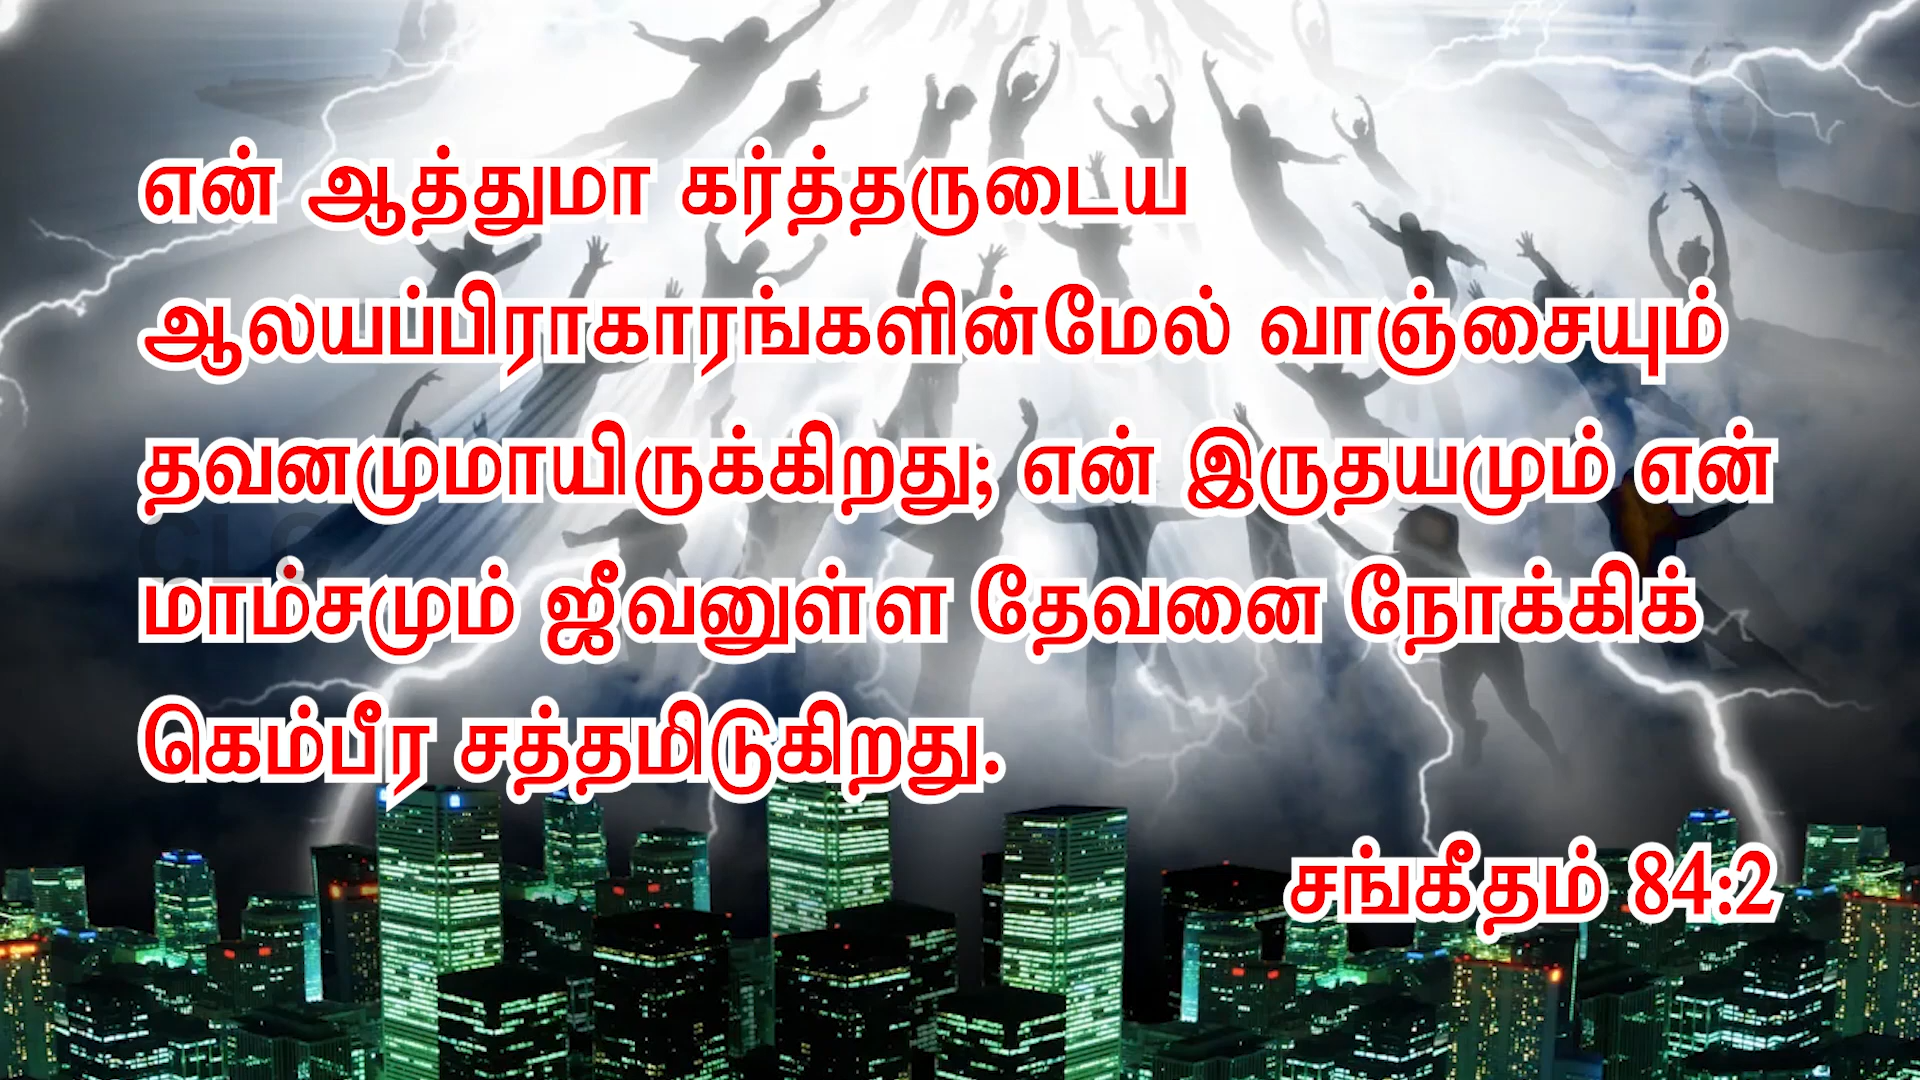 என் ஆத்துமா கர்த்தருடைய
ஆலயப்பிராகாரங்களின்மேல் வாஞ்சையும்
தவனமுமாயிருக்கிறது; என் இருதயமும் என்
மாம்சமும் ஜீவனுள்ள தேவனை நோக்கிக்
கெம்பீர சத்தமிடுகிறது.
சங்கீதம் 84:2